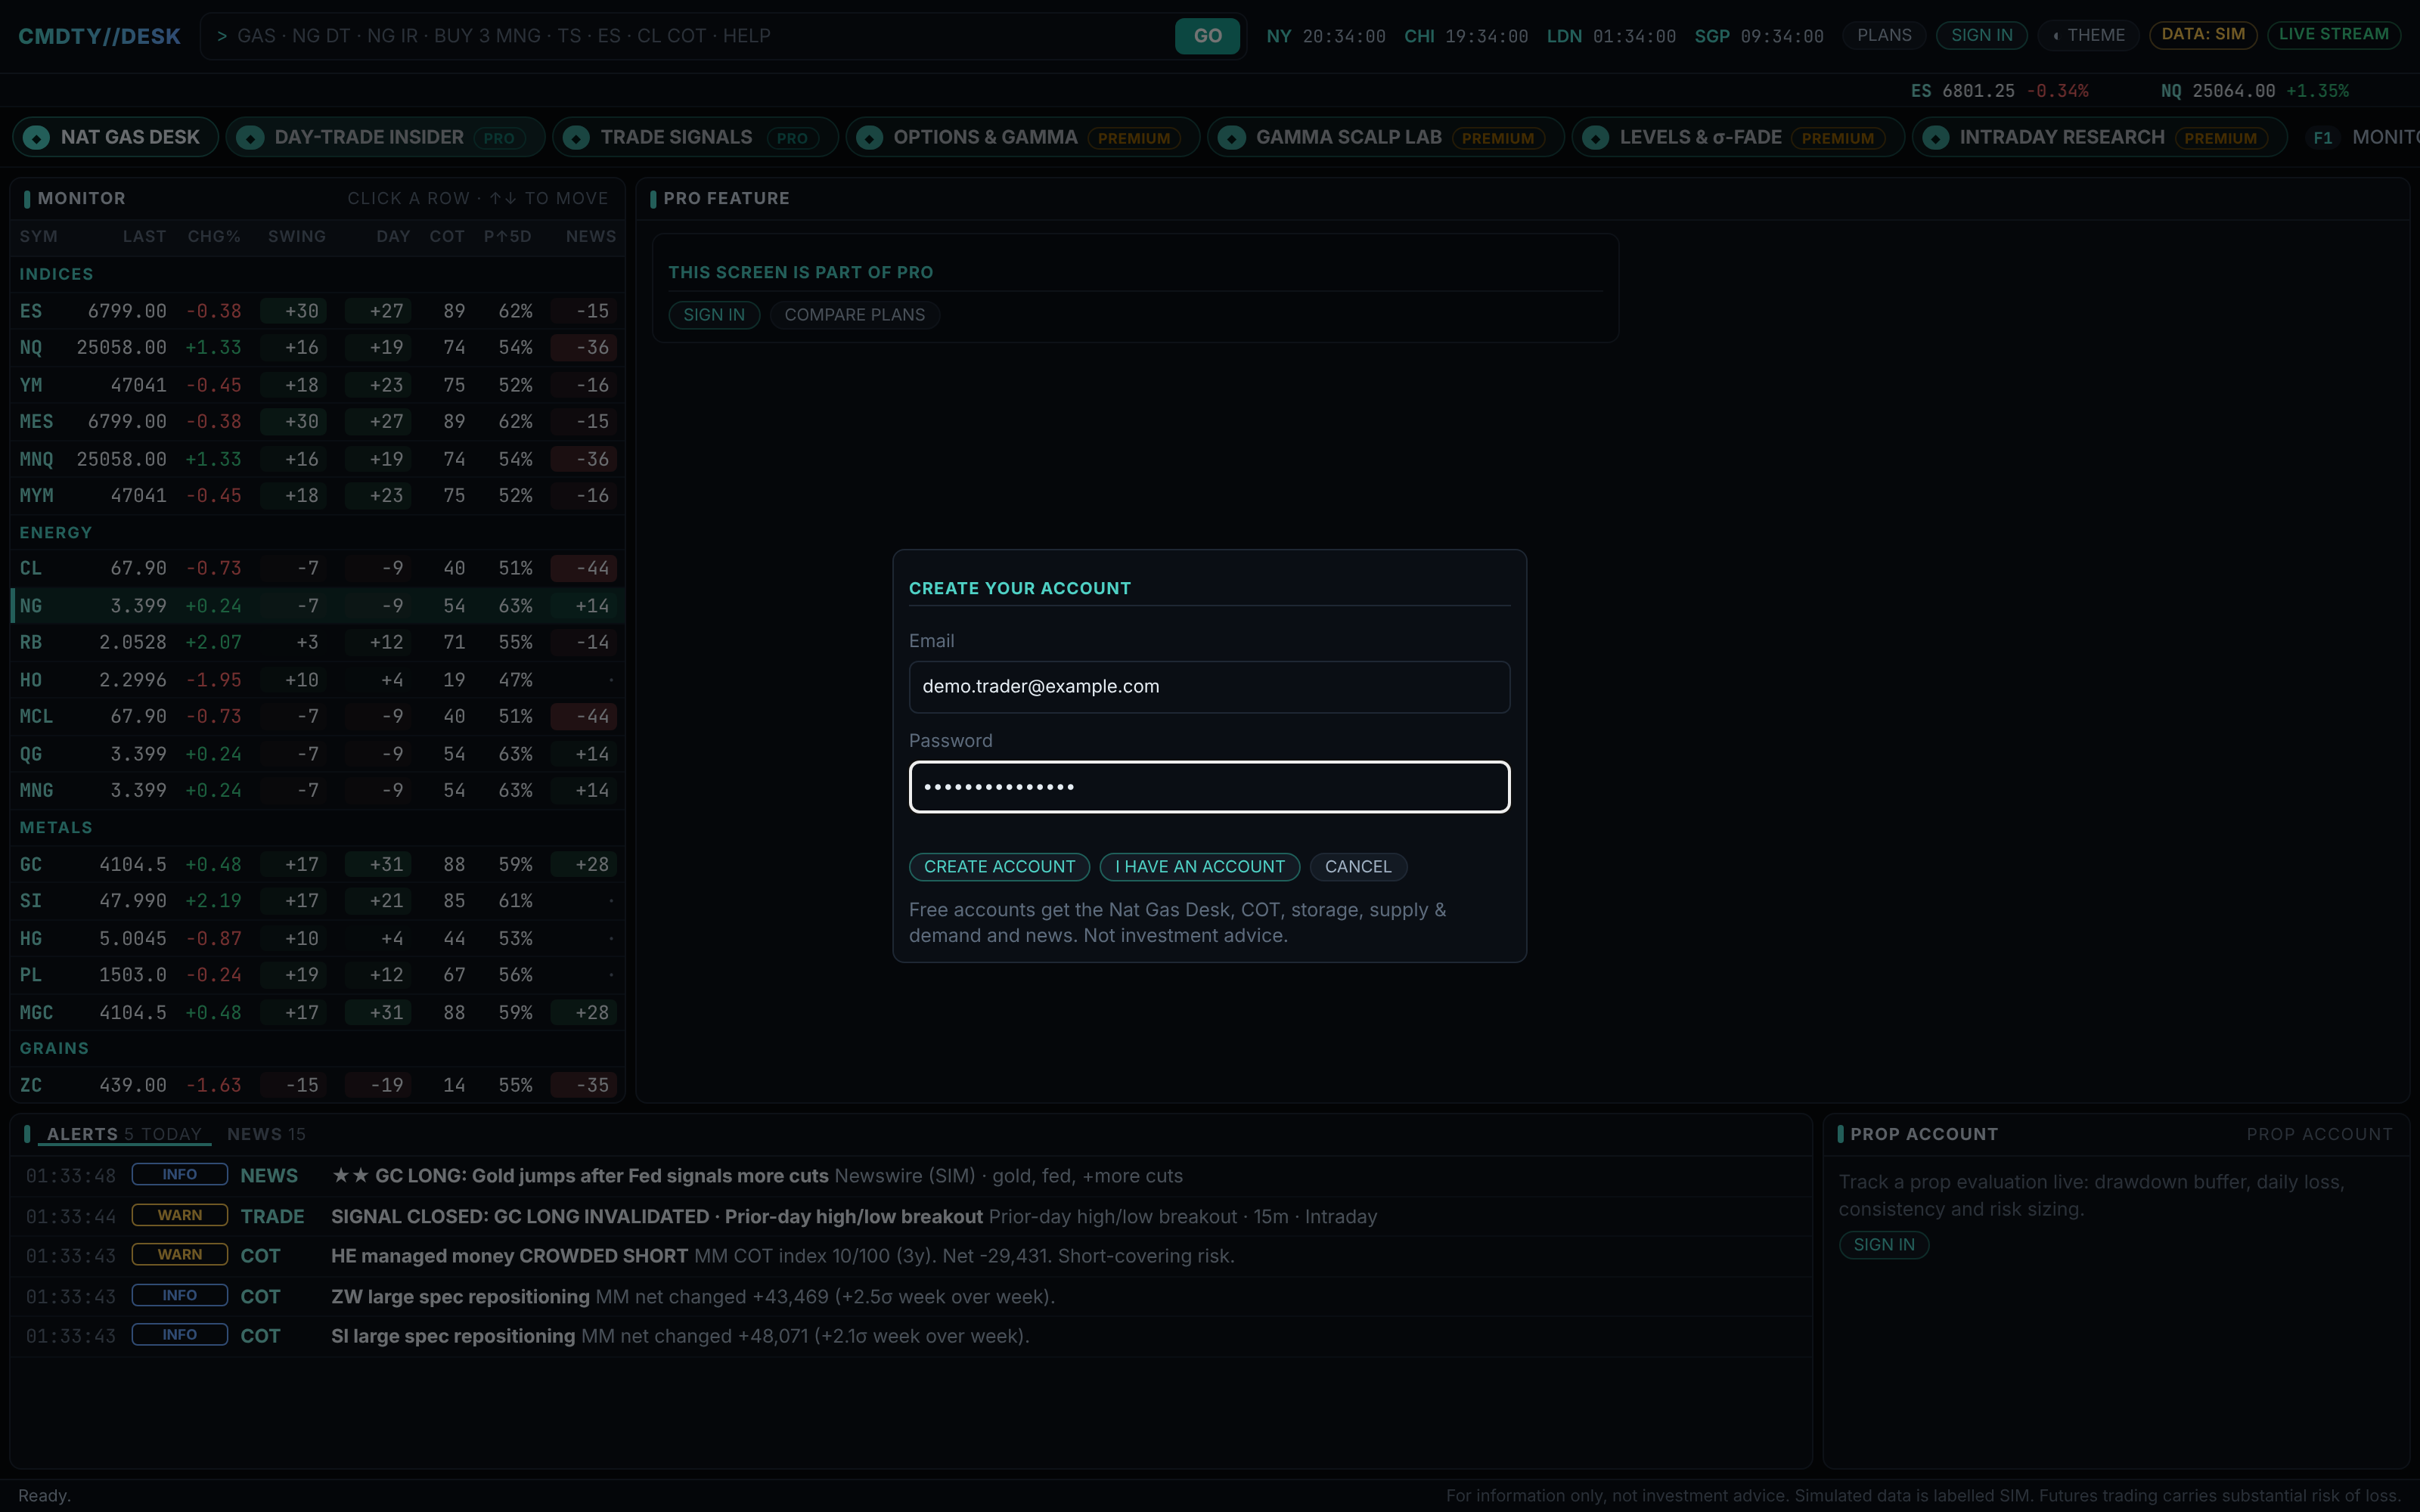 CMDTY//DESK
> GAS · NG DT · NG IR · BUY 3 MNG · TS · ES · CL COT · HELP
GO
NY 20:34:00 CHI 19:34:00 LDN 01:34:00 SGP 09:34:00
PLANS
SIGN IN
THEME
DATA: SIM
LIVE STREAM
ES 6801.25 -0.34% NQ 25064.00 +1.35%
NAT GAS DESK
DAY-TRADE INSIDER PRO
TRADE SIGNALS PRO
OPTIONS & GAMMA PREMIUM
GAMMA SCALP LAB PREMIUM
LEVELS & σ-FADE PREMIUM
INTRADAY RESEARCH PREMIUM
F1 MONITO
MONITOR CLICK A ROW · ↑↓ TO MOVE
SYM LAST CHG% SWING DAY COT P↑5D NEWS
INDICES
ES 6799.00 -0.38 +30 +27 89 62% -15
NQ 25058.00 +1.33 +16 +19 74 54% -36
YM 47041 -0.45 +18 +23 75 52% -16
MES 6799.00 -0.38 +30 +27 89 62% -15
MNQ 25058.00 +1.33 +16 +19 74 54% -36
MYM 47041 -0.45 +18 +23 75 52% -16
ENERGY
CL 67.90 -0.73 -7 -9 40 51% -44
NG 3.399 +0.24 -7 -9 54 63% +14
RB 2.0528 +2.07 +3 +12 71 55% -14
HO 2.2996 -1.95 +10 +4 19 47% ·
MCL 67.90 -0.73 -7 -9 40 51% -44
QG 3.399 +0.24 -7 -9 54 63% +14
MNG 3.399 +0.24 -7 -9 54 63% +14
METALS
GC 4104.5 +0.48 +17 +31 88 59% +28
SI 47.990 +2.19 +17 +21 85 61% ·
HG 5.0045 -0.87 +10 +4 44 53% ·
PL 1503.0 -0.24 +19 +12 67 56% ·
MGC 4104.5 +0.48 +17 +31 88 59% +28
GRAINS
ZC 439.00 -1.63 -15 -19 14 55% -35
PRO FEATURE
THIS SCREEN IS PART OF PRO
SIGN IN COMPARE PLANS
CREATE YOUR ACCOUNT
Email
demo.trader@example.com
Password
•••••••••••••••
CREATE ACCOUNT I HAVE AN ACCOUNT CANCEL
Free accounts get the Nat Gas Desk, COT, storage, supply &
demand and news. Not investment advice.
ALERTS 5 TODAY NEWS 15
01:33:48 INFO NEWS ★★ GC LONG: Gold jumps after Fed signals more cuts Newswire (SIM) · gold, fed, +more cuts
01:33:44 WARN TRADE SIGNAL CLOSED: GC LONG INVALIDATED · Prior-day high/low breakout Prior-day high/low breakout · 15m · Intraday
01:33:43 WARN COT HE managed money CROWDED SHORT MM COT index 10/100 (3y). Net -29,431. Short-covering risk.
01:33:43 INFO COT ZW large spec repositioning MM net changed +43,469 (+2.5σ week over week).
01:33:43 INFO COT SI large spec repositioning MM net changed +48,071 (+2.1σ week over week).
PROP ACCOUNT PROP ACCOUNT
Track a prop evaluation live: drawdown buffer, daily loss,
consistency and risk sizing.
SIGN IN
Ready.
For information only, not investment advice. Simulated data is labelled SIM. Futures trading carries substantial risk of loss.